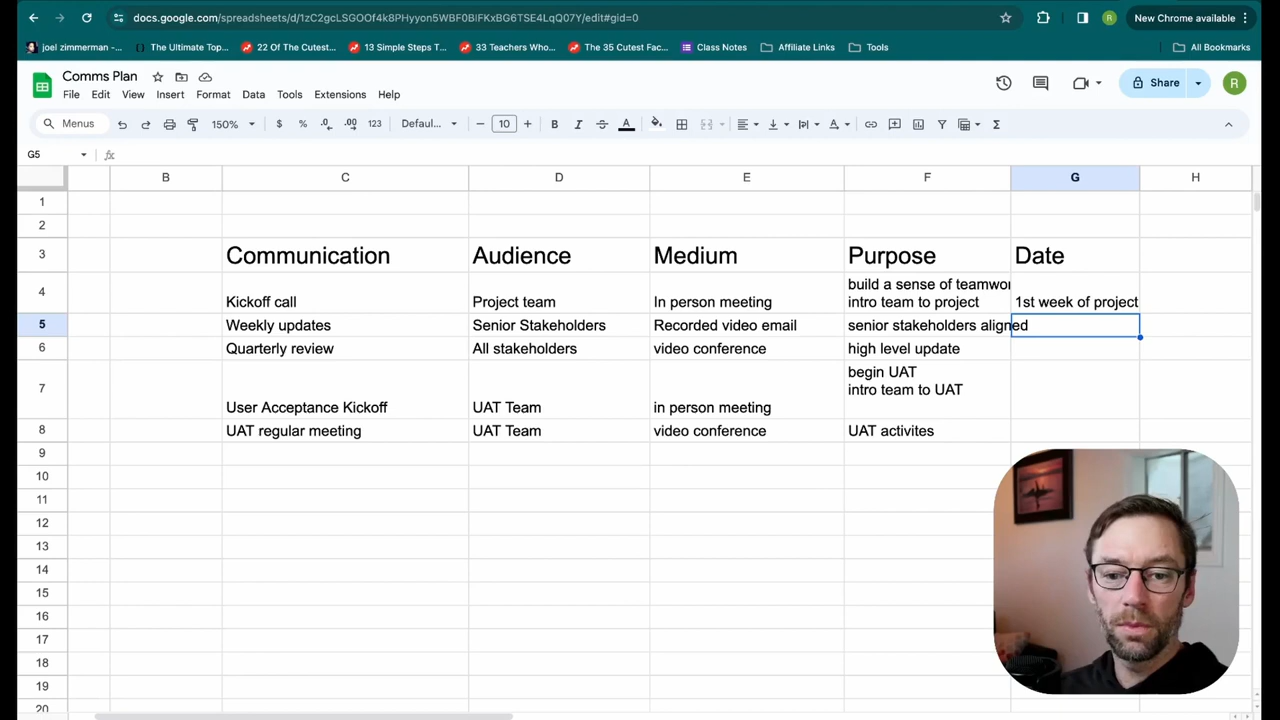 docs.google.com/spreadsheets/d/1zC2gcLSGOOf4k8PHyyon5WBF0BIFKxBG6TSE4LqQ07Y/edit#gid=0
R
New Chrome available
joel zimmerman -...
The Ultimate Top...
22 Of The Cutest...
13 Simple Steps T...
33 Teachers Who...
The 35 Cutest Fac...
Class Notes
Affiliate Links
Tools
All Bookmarks
Comms Plan
File Edit View Insert Format Data Tools Extensions Help
Share
R
Menus 150% $ % .0 .00 123 Defaul... - 10 + B I A
G5 fx
B C D E F G H
1
2
3 Communication Audience Medium Purpose Date
build a sense of teamwor
4 Kickoff call Project team In person meeting intro team to project 1st week of project
5 Weekly updates Senior Stakeholders Recorded video email senior stakeholders aligned
6 Quarterly review All stakeholders video conference high level update
begin UAT
7 intro team to UAT
User Acceptance Kickoff UAT Team in person meeting
8 UAT regular meeting UAT Team video conference UAT activites
9
10
11
12
13
14
15
16
17
18
19
20